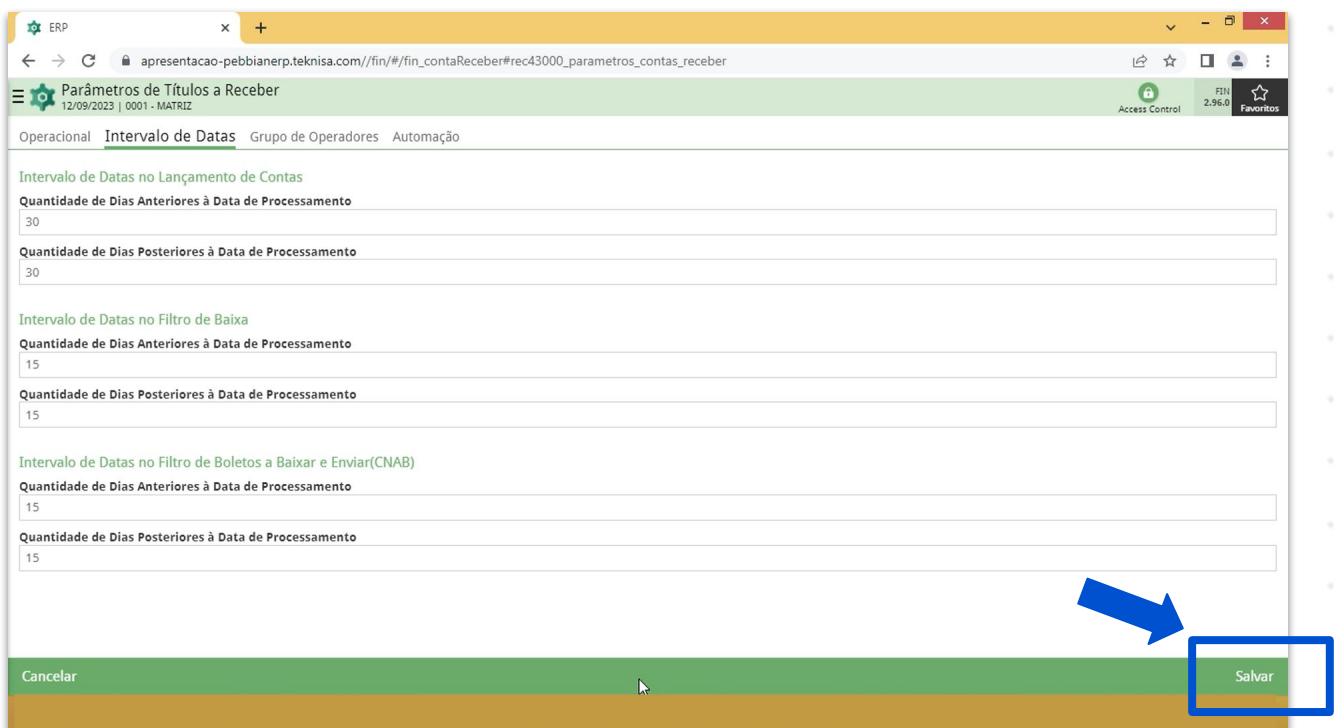 ERP
apresentacao-pebbianerp.teknisa.com//fin/#/fin_contaReceber#rec43000_parametros_contas_receber
Parâmetros de Títulos a Receber
12/09/2023 | 0001 - MATRIZ
Access Control
FIN
2.96.0
Favoritos
Operacional Intervalo de Datas Grupo de Operadores Automação
Intervalo de Datas no Lançamento de Contas
Quantidade de Dias Anteriores à Data de Processamento
30
Quantidade de Dias Posteriores à Data de Processamento
30
Intervalo de Datas no Filtro de Baixa
Quantidade de Dias Anteriores à Data de Processamento
15
Quantidade de Dias Posteriores à Data de Processamento
15
Intervalo de Datas no Filtro de Boletos a Baixar e Enviar(CNAB)
Quantidade de Dias Anteriores à Data de Processamento
15
Quantidade de Dias Posteriores à Data de Processamento
15
Cancelar Salvar